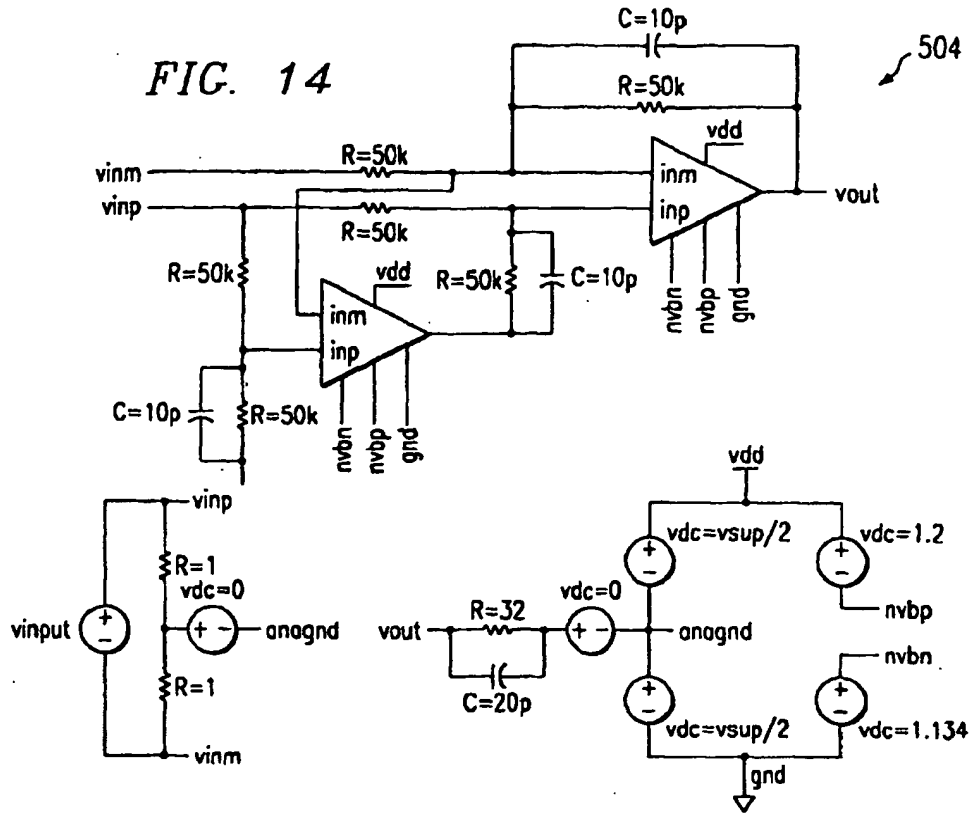 C=10p
504
FIG. 14
R=50k
vdd
vinm
R=50k
inm
vinp
inp
vout
R=50k
R=50k
vdd
R=50k
C=10p
inm
inp
nvbn
nvbp
gnd
C=10p
R=50k
nvbn
nvbp
gnd
vdd
vinp
R=1
vdc=vsup/2
vdc=1.2
vdc=0
vdc=0
nvbp
vinput
anagnd
vout
R=32
anagnd
nvbn
R=1
C=20p
vdc=vsup/2
vdc=1.134
vinm
gnd